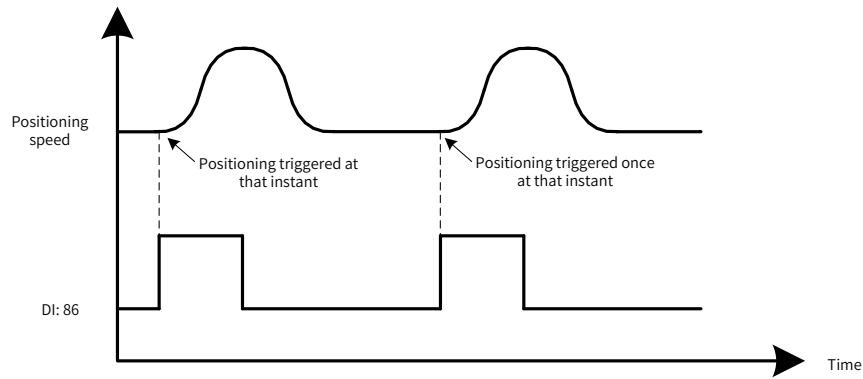 Positioning
speed
Positioning triggered at
that instant
Positioning triggered once
at that instant
DI: 86
Time